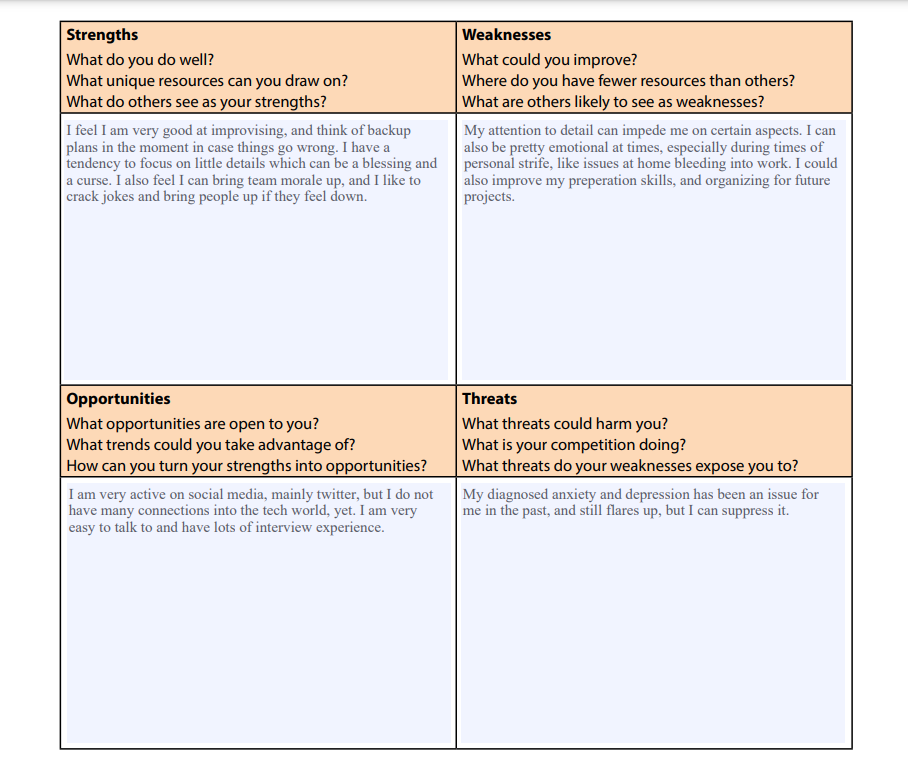 Strengths
What do you do well?
What unique resources can you draw on?
What do others see as your strengths?
Weaknesses
What could you improve?
Where do you have fewer resources than others?
What are others likely to see as weaknesses?
I feel I am very good at improvising, and think of backup
plans in the moment in case things go wrong. I have a
tendency to focus on little details which can be a blessing and
a curse. I also feel I can bring team morale up, and I like to
crack jokes and bring people up if they feel down.
My attention to detail can impede me on certain aspects. I can
also be pretty emotional at times, especially during times of
personal strife, like issues at home bleeding into work. I could
also improve my preperation skills, and organizing for future
projects.
Opportunities
What opportunities are open to you?
What trends could you take advantage of?
How can you turn your strengths into opportunities?
Threats
What threats could harm you?
What is your competition doing?
What threats do your weaknesses expose you to?
I am very active on social media, mainly twitter, but I do not
have many connections into the tech world, yet. I am very
easy to talk to and have lots of interview experience.
My diagnosed anxiety and depression has been an issue for
me in the past, and still flares up, but I can suppress it.